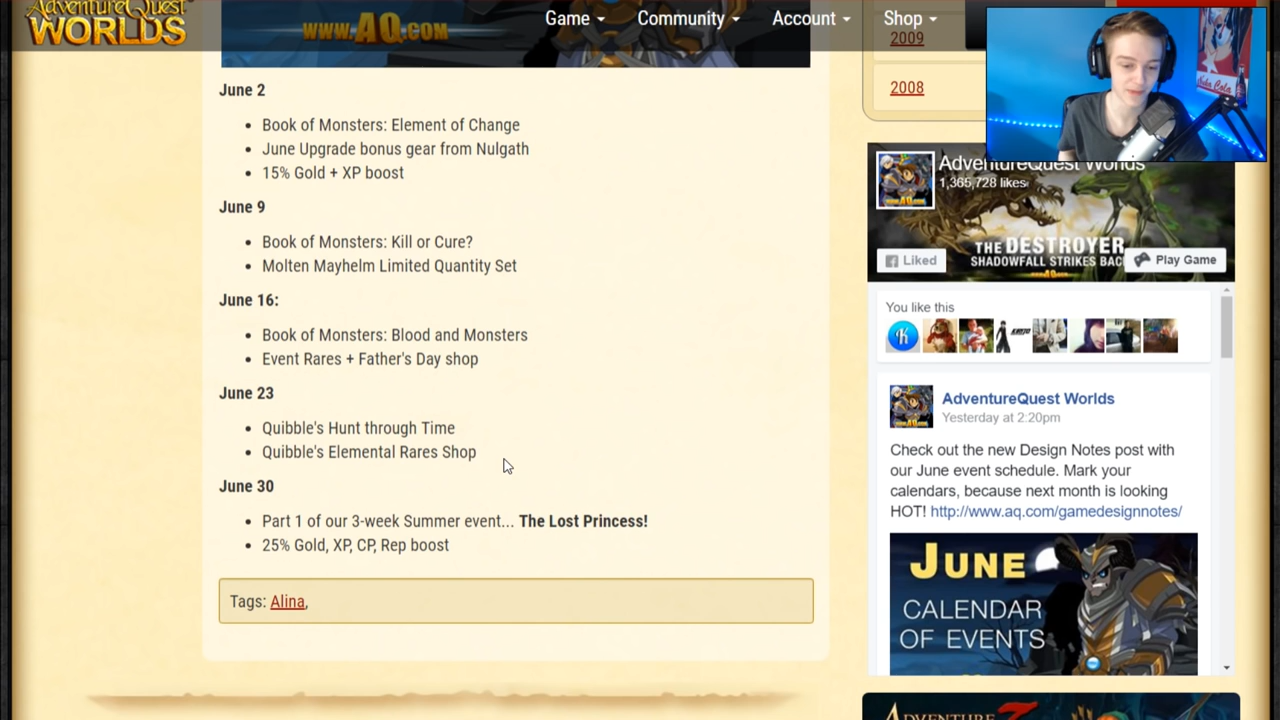 AdventureQuest
WORLDS
Game
Community
Account
Shop
WWW.AQ.COM
June 2
Book of Monsters: Element of Change
June Upgrade bonus gear from Nulgath
15% Gold + XP boost
June 9
Book of Monsters: Kill or Cure?
Molten Mayhelm Limited Quantity Set
June 16:
Book of Monsters: Blood and Monsters
Event Rares + Father's Day shop
June 23
Quibble's Hunt through Time
Quibble's Elemental Rares Shop
June 30
Part 1 of our 3-week Summer event... The Lost Princess!
25% Gold, XP, CP, Rep boost
Tags: Alina,
2009
2008
Nuka Cola
AdventureQuest Worlds
1,365,728 likes
THE DESTROYER
SHADOWFALL STRIKES BAC
Liked
Play Game
You like this
AdventureQuest Worlds
Yesterday at 2:20pm
Check out the new Design Notes post with
our June event schedule. Mark your
calendars, because next month is looking
HOT! http://www.aq.com/gamedesignnotes/
JUNE
CALENDAR
OF EVENTS
ADVENTURE